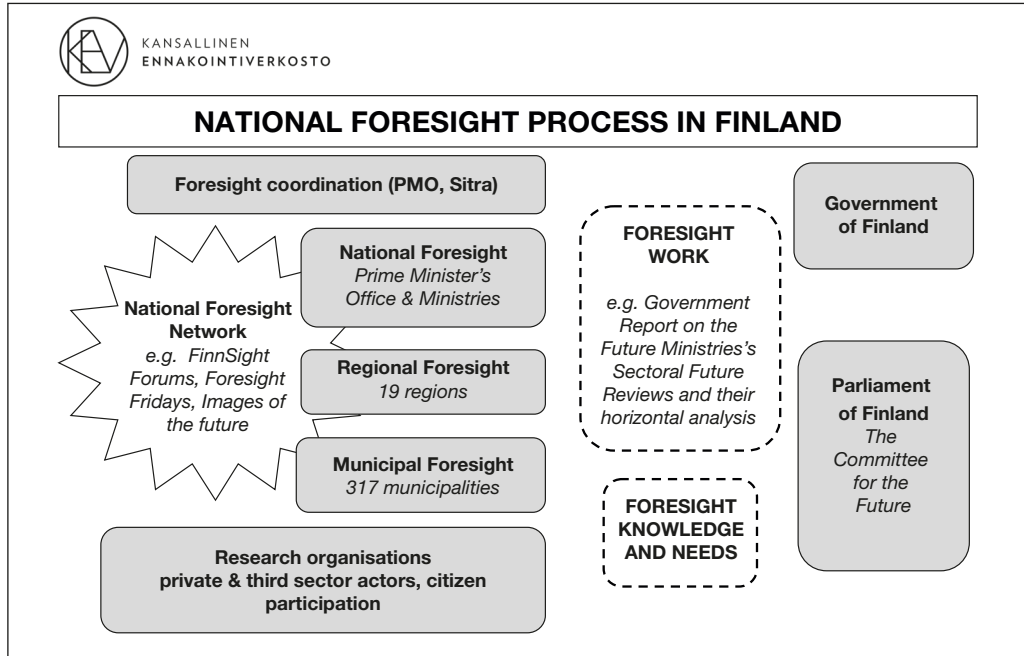 KANSALLINEN
ENNAKOINTIVERKOSTO
NATIONAL FORESIGHT PROCESS IN FINLAND
Foresight coordination (PMO, Sitra)
National Foresight
Network
e.g. FinnSight
Forums, Foresight
Fridays, Images of
the future
National Foresight
Prime Minister's
Office & Ministries
Regional Foresight
19 regions
Municipal Foresight
317 municipalities
Research organisations
private & third sector actors, citizen
participation
FORESIGHT
WORK
e.g. Government
Report on the
Future Ministries's
Sectoral Future
Reviews and their
horizontal analysis
FORESIGHT
KNOWLEDGE
AND NEEDS
Government
of Finland
Parliament
of Finland
The
Committee
for the
Future